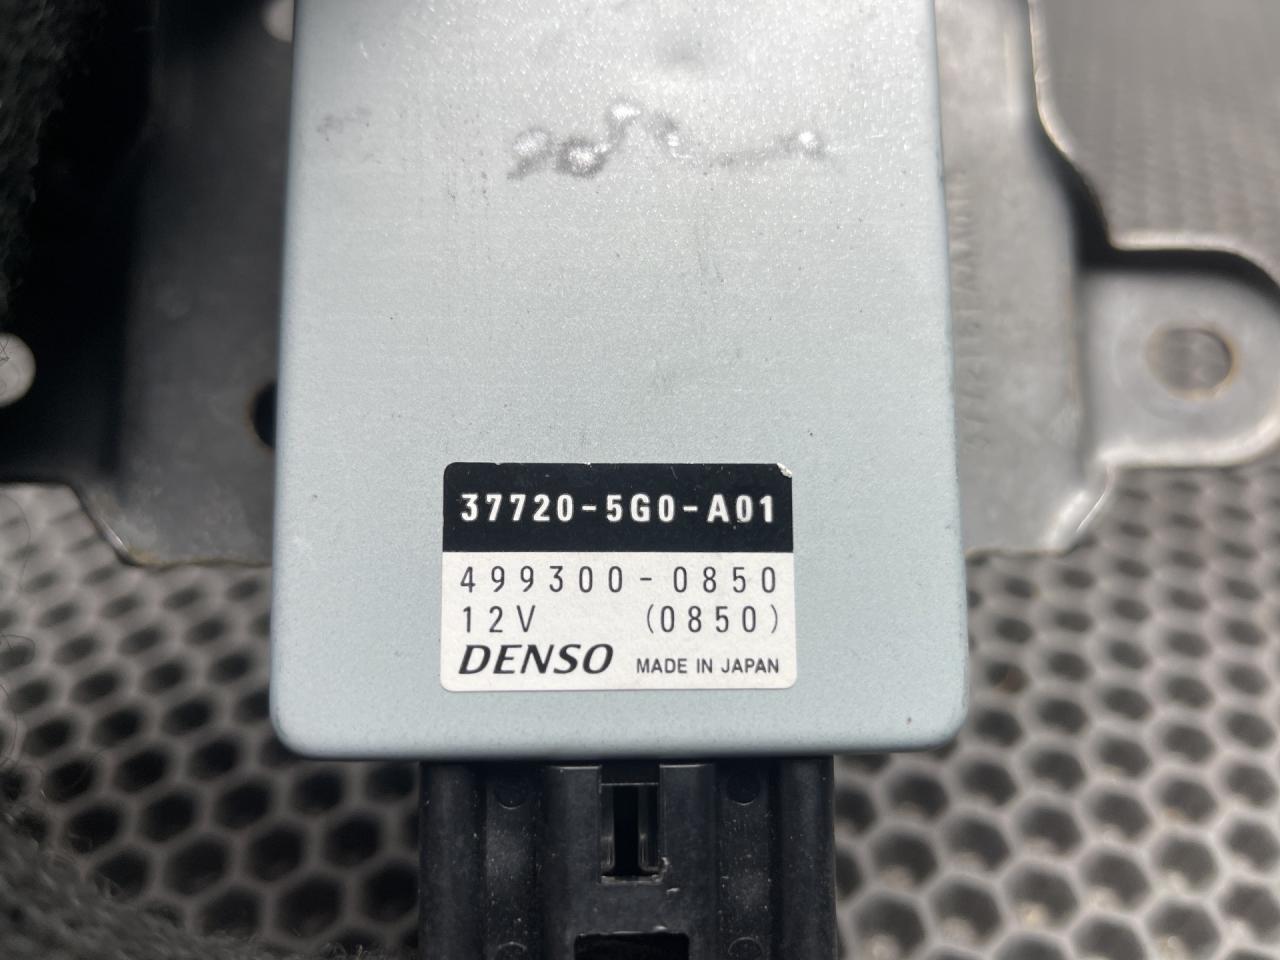 37720-5G0-A01
499300-0850
12V (0850)
DENSO MADE IN JAPAN